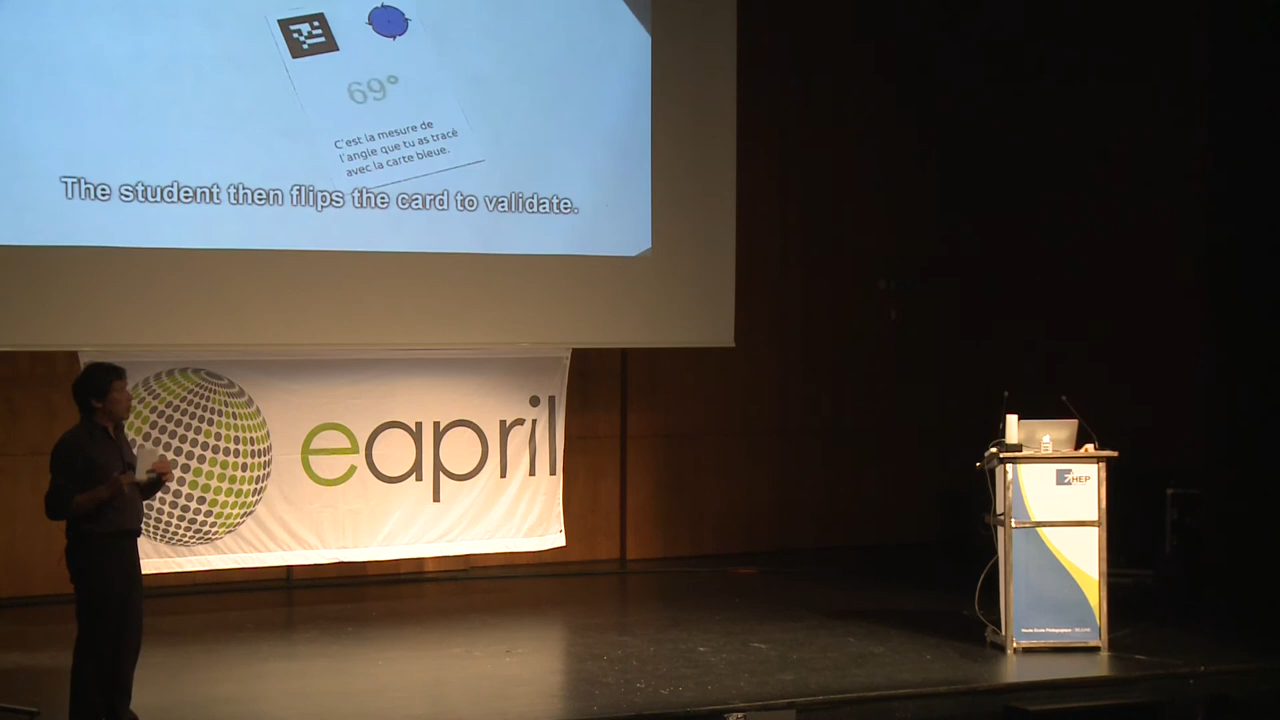 69°
C'est la mesure de
l'angle que tu as tracé
avec la carte bleue.
The student then flips the card to validate.
eapril
HEP